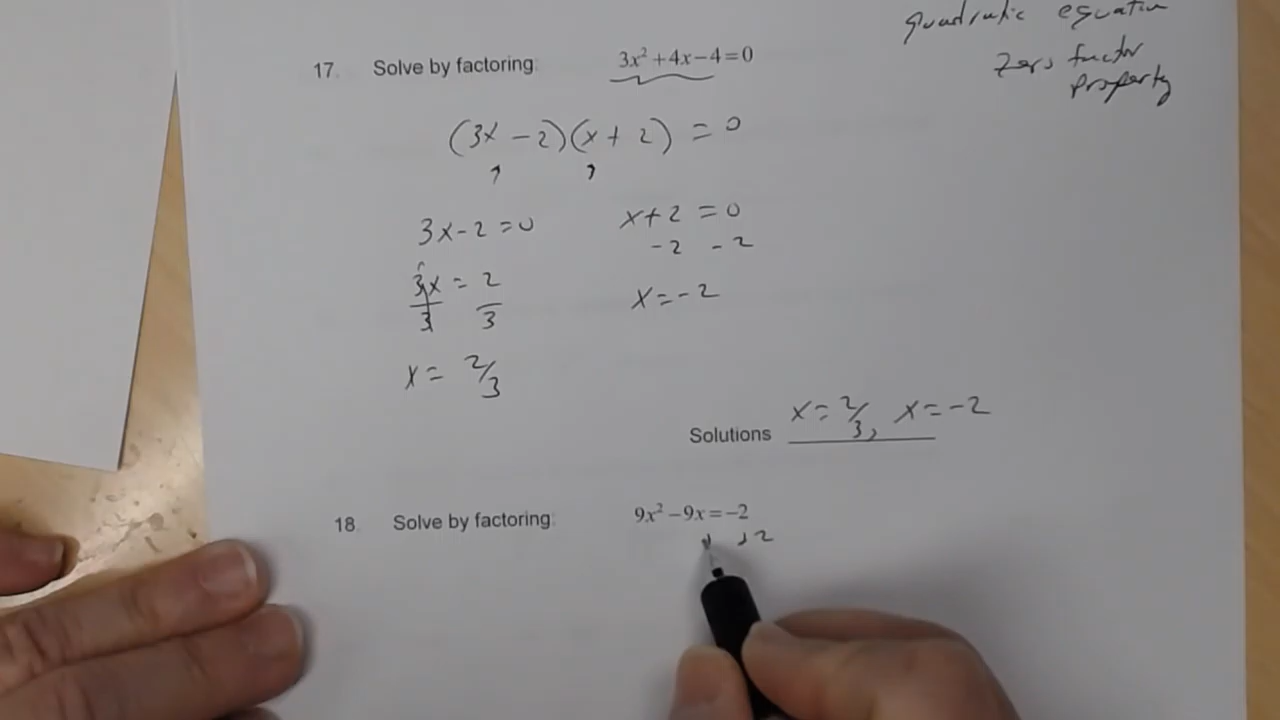 quadratic equation
zero factor
property
17. Solve by factoring: 3x² + 4x − 4 = 0
(3x − 2)(x + 2) = 0
3x − 2 = 0
x + 2 = 0
−2 −2
3x = 2
3 3
x = −2
x = 2/3
Solutions x = 2/3, x = −2
18. Solve by factoring: 9x² − 9x = −2
+2